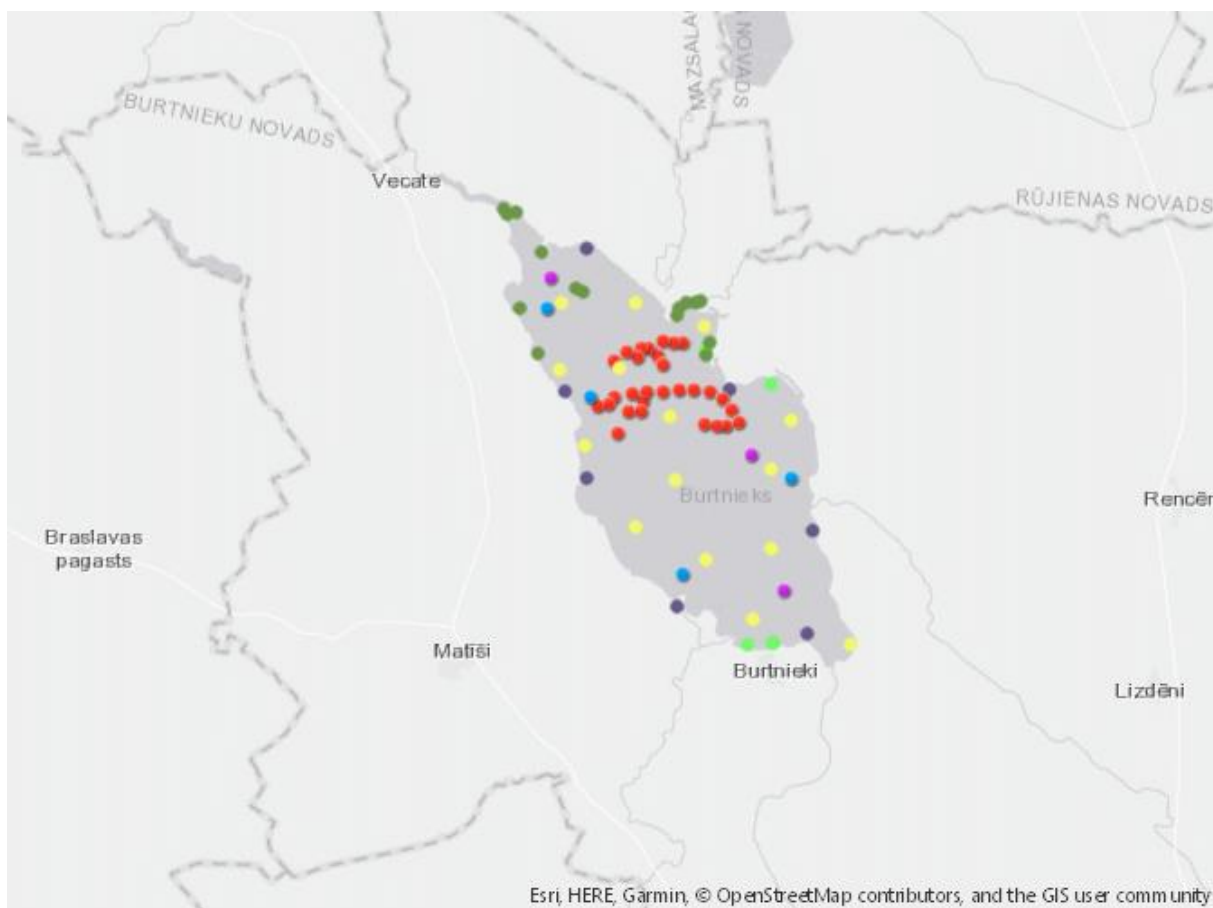 MAZSALA
NOVADS
BURTNIEKU NOVADS
Vecate
RŪJIENAS NOVADS
Burtnieks
Rencēr
Braslavas
pagasts
Matīši
Burtnieki
Lizdēni
Esri, HERE, Garmin, © OpenStreetMap contributors, and the GIS user community